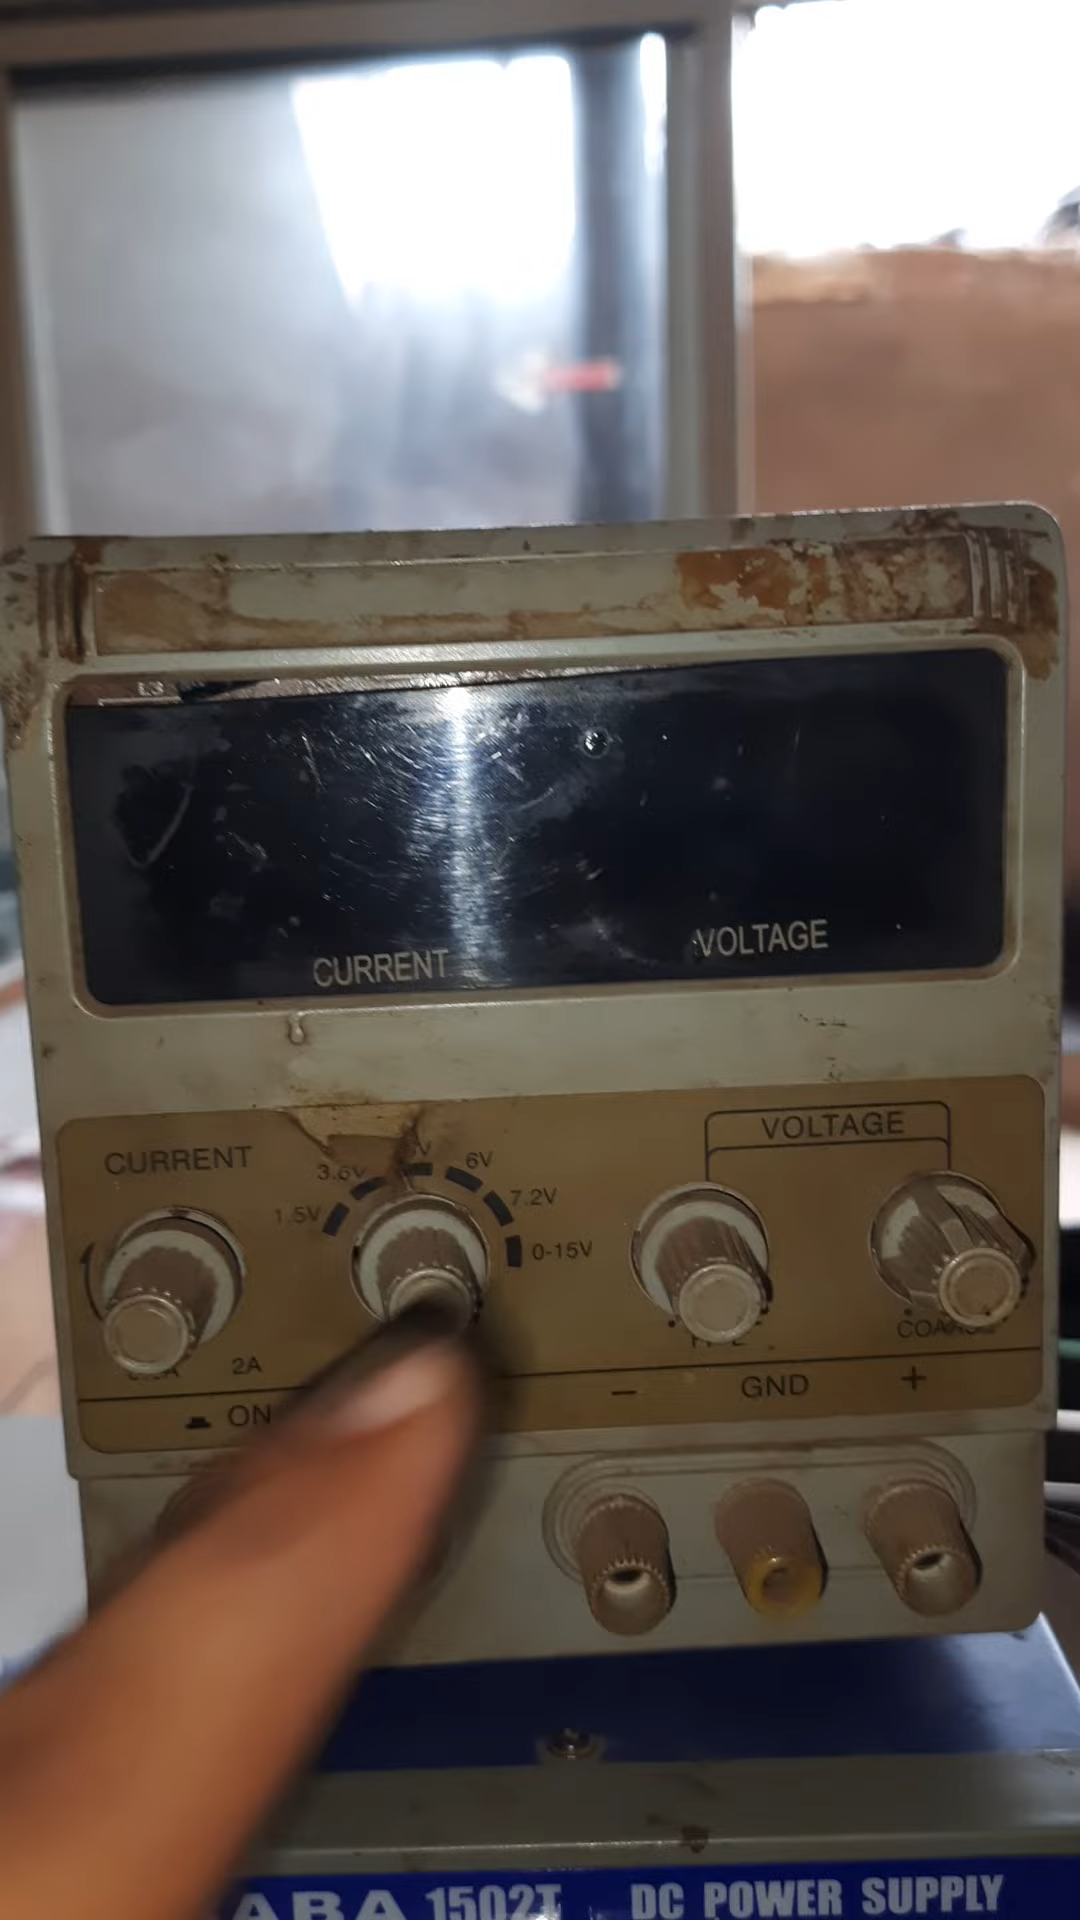 CURRENT
VOLTAGE
CURRENT
VOLTAGE
1.5V
3.6V
6V
7.2V
0-15V
2A
ON
−
GND
+
ABA 1502T DC POWER SUPPLY